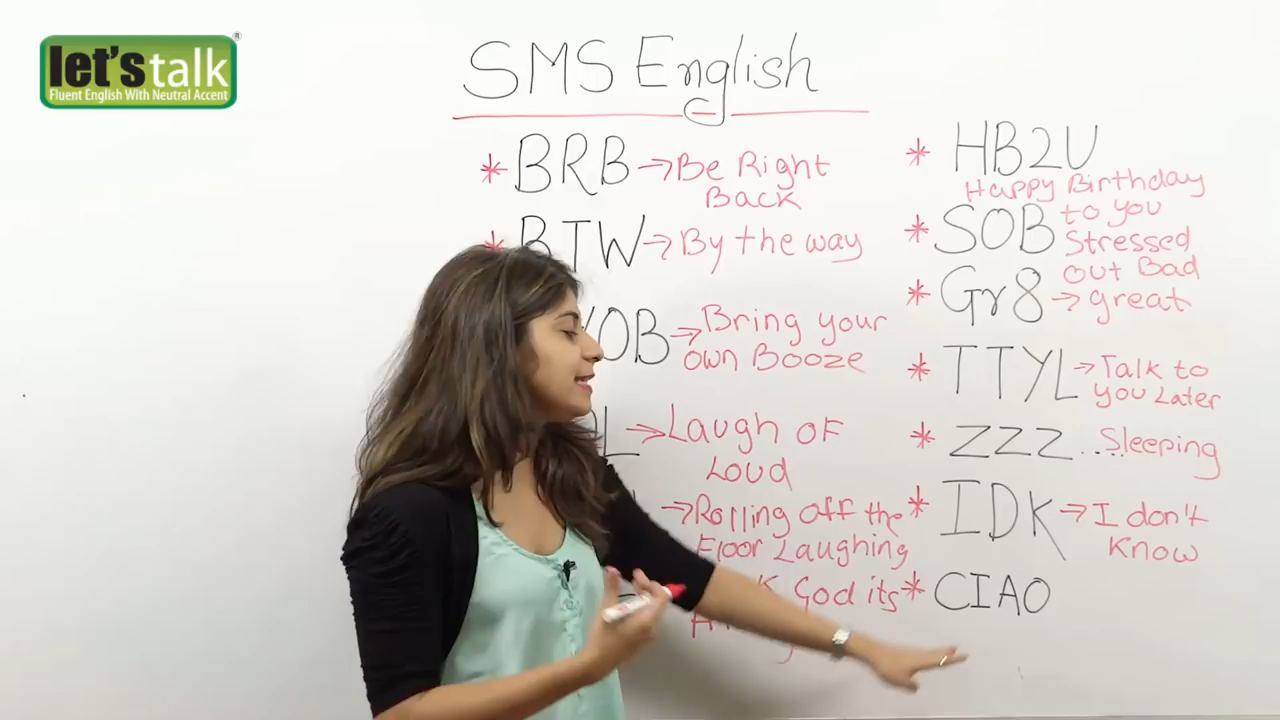 let's talk ®
Fluent English With Neutral Accent
SMS English
* BRB → Be Right
Back
* BTW → By the way
YOB → Bring your
own Booze
L → Laugh of
Loud
→ Rolling off the
Floor Laughing
God its
* HB2U
Happy Birthday
to you
* SOB Stressed
out Bad
* Gr8 → great
* TTYL → Talk to
you Later
* ZZZ.... Sleeping
* IDK → I don't
Know
* CIAO